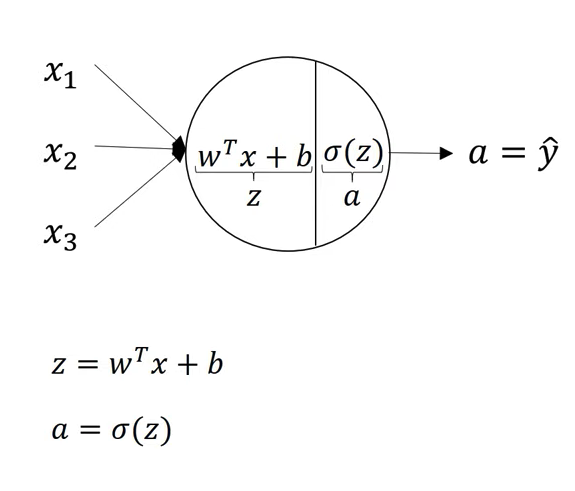 x₁
x₂
x₃
wᵀx + b
z
σ(z)
a
a = ŷ
z = wᵀx + b
a = σ(z)